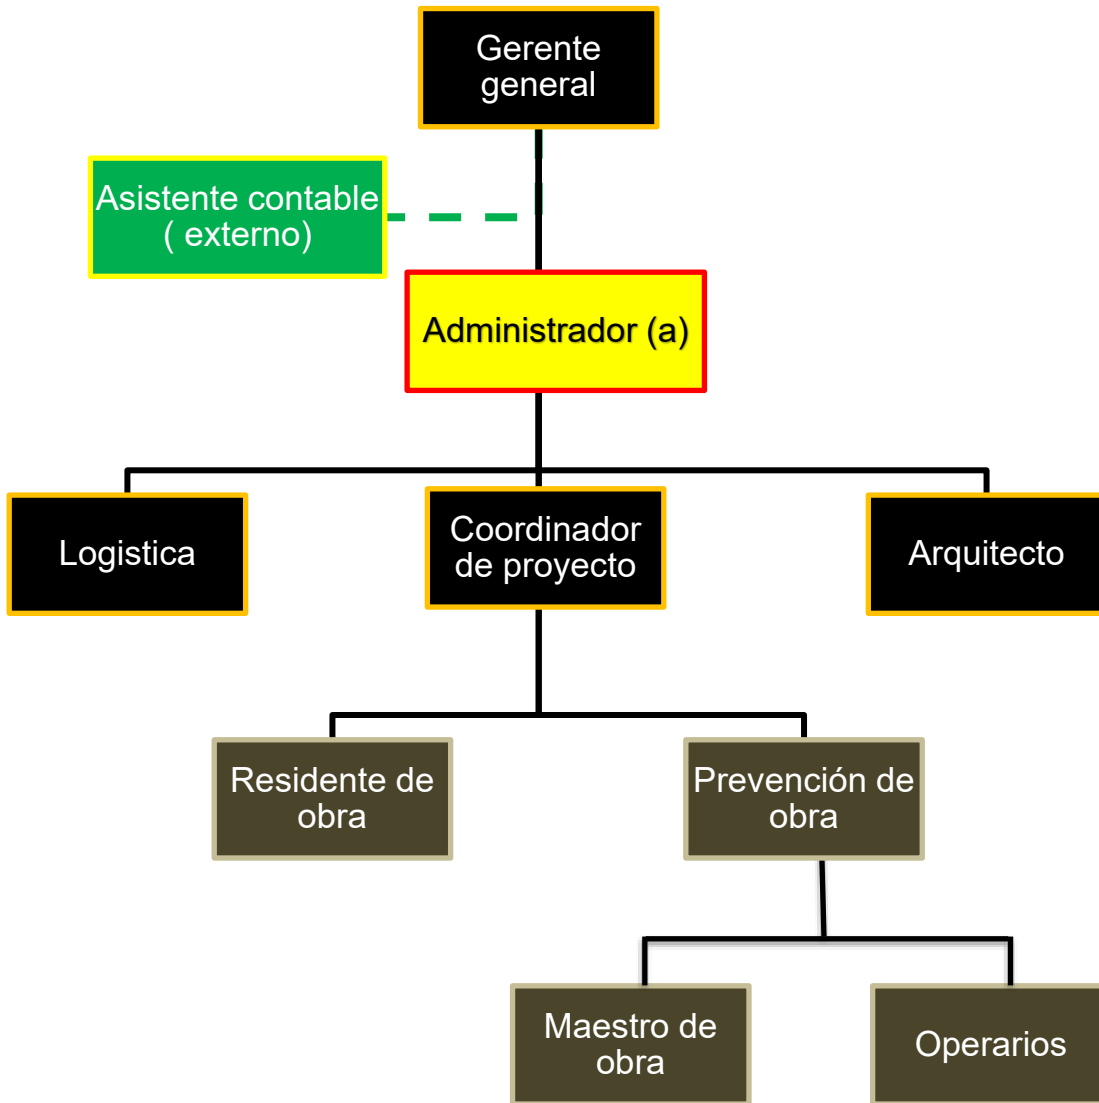 Gerente
general
Asistente contable
( externo)
Administrador (a)
Logistica
Coordinador
de proyecto
Arquitecto
Residente de
obra
Prevención de
obra
Maestro de
obra
Operarios